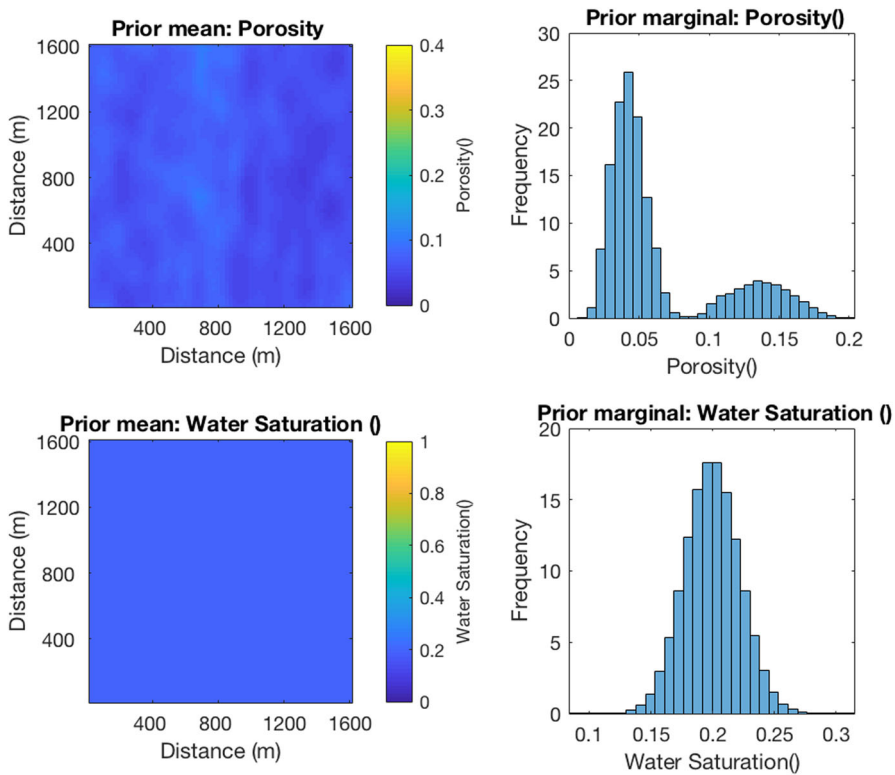 Prior mean: Porosity
1600
1200
800
400
Distance (m)
400 800 1200 1600
Distance (m)
0.4
0.3
0.2
0.1
0
Porosity()
Prior marginal: Porosity()
30
25
20
15
10
5
0
Frequency
0 0.05 0.1 0.15 0.2
Porosity()
Prior mean: Water Saturation ()
1600
1200
800
400
Distance (m)
400 800 1200 1600
Distance (m)
1
0.8
0.6
0.4
0.2
0
Water Saturation()
Prior marginal: Water Saturation ()
20
15
10
5
0
Frequency
0.1 0.15 0.2 0.25 0.3
Water Saturation()